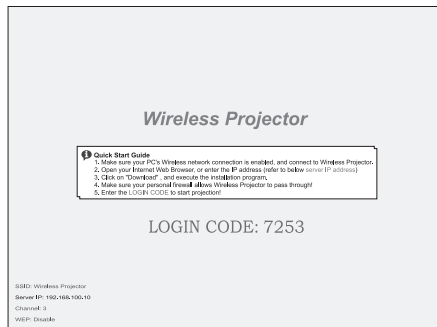 Wireless Projector
Quick Start Guide
1. Make sure your PC's Wireless network connection is enabled, and connect to Wireless Projector.
2. Open your Internet Web Browser, or enter the IP address (refer to below server IP address)
3. Click on "Download" , and execute the installation program.
4. Make sure your personal firewall allows Wireless Projector to pass through!
5. Enter the LOGIN CODE to start projection!
LOGIN CODE: 7253
SSID: Wireless Projector
Server IP: 192.168.100.10
Channel: 3
WEP: Disable